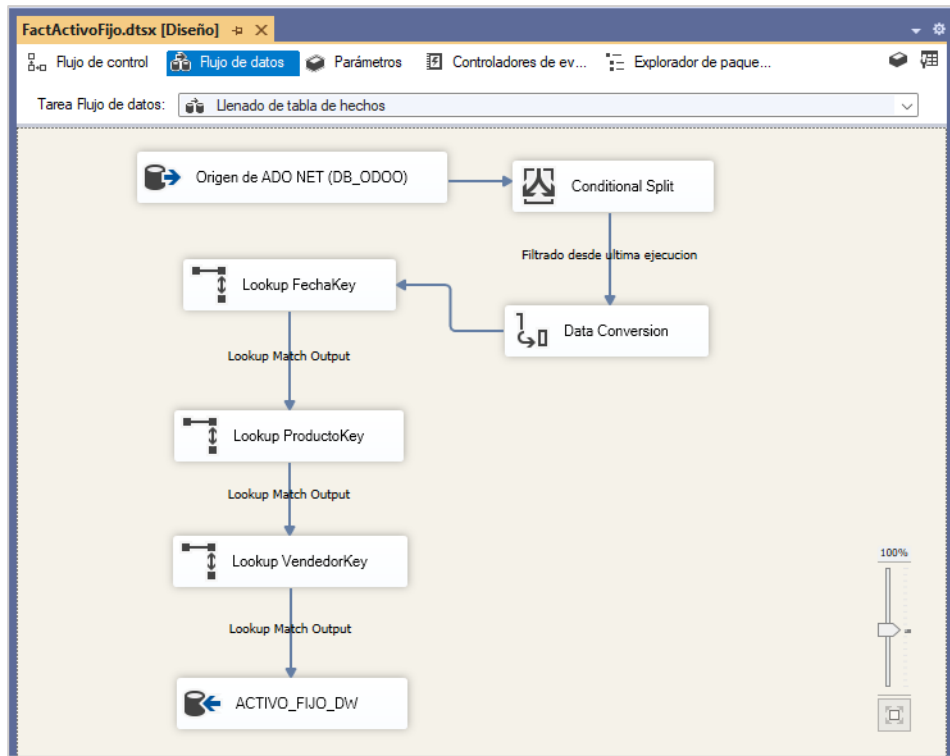 FactActivoFijo.dtsx [Diseño]
Flujo de control Flujo de datos Parámetros Controladores de ev... Explorador de paque...
Tarea Flujo de datos: Llenado de tabla de hechos
Origen de ADO NET (DB_ODOO)
Conditional Split
Filtrado desde ultima ejecucion
Lookup FechaKey
Data Conversion
Lookup Match Output
Lookup ProductoKey
Lookup Match Output
Lookup VendedorKey
100%
Lookup Match Output
ACTIVO_FIJO_DW